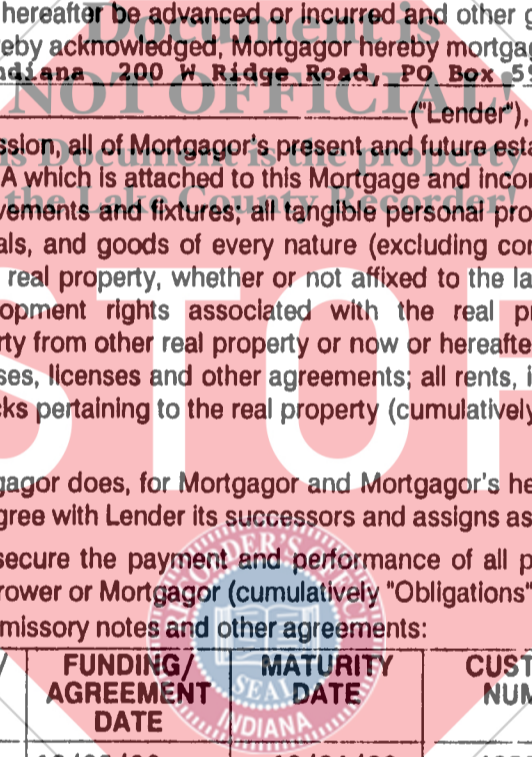 hereafter be advanced or incurred and other
Document is
eby acknowledged, Mortgagor hereby mortga
ndiana 200 W Ridge Road, PO Box 5
NOT OFFICIAL
("Lender"),
ssion, all of Mortgagor's present and future esta
s Document is the property
A which is attached to this Mortgage and incor
vements and fixtures; all tangible personal pro
the Lake County Recorder!
als, and goods of every nature (excluding con
real property, whether or not affixed to the la
opment rights associated with the real pr
rty from other real property or now or hereafte
ses, licenses and other agreements; all rents, i
cks pertaining to the real property (cumulatively
STOP
gagor does, for Mortgagor and Mortgagor's he
gree with Lender its successors and assigns as
secure the payment and performance of all p
rower or Mortgagor (cumulatively "Obligations"
missory notes and other agreements:
FUNDING/ AGREEMENT DATE
MATURITY DATE
CUST
NUM
SEAL
INDIANA